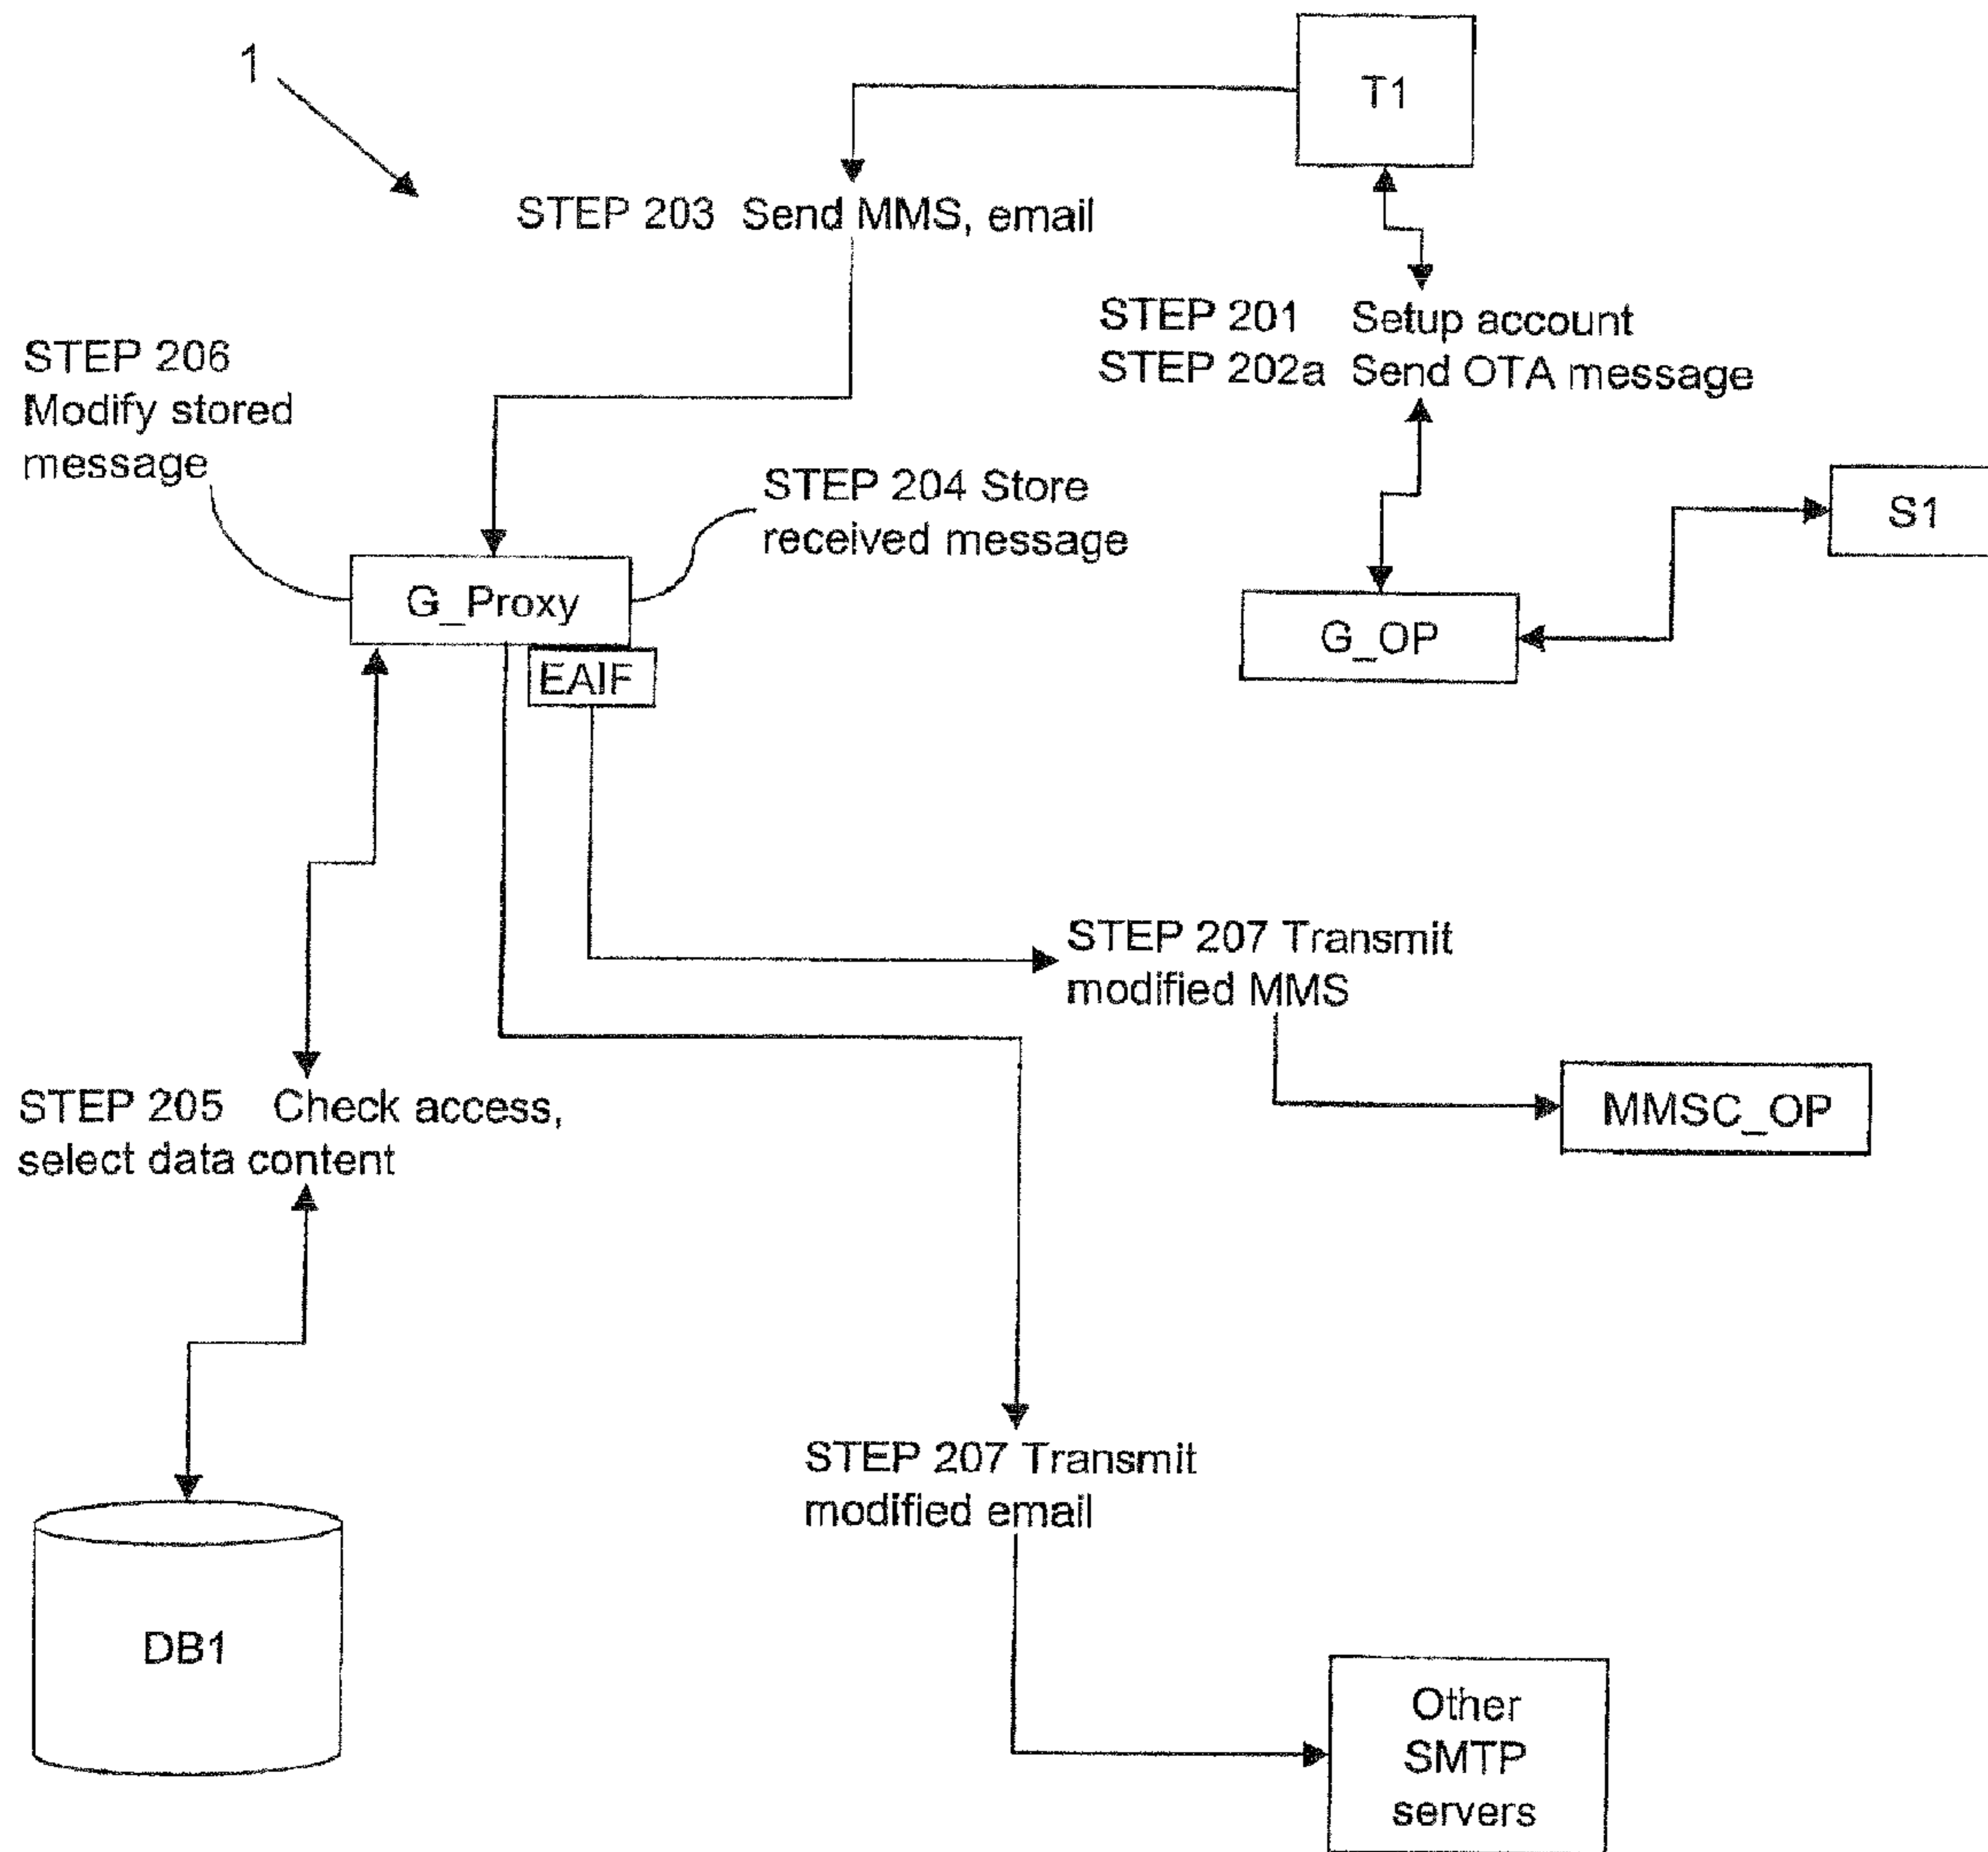 1
T1
STEP 203 Send MMS, email
STEP 201 Setup account
STEP 202a Send OTA message
STEP 206
Modify stored
message
STEP 204 Store
received message
S1
G_Proxy
G_OP
EAIF
STEP 207 Transmit
modified MMS
STEP 205 Check access,
select data content
MMSC_OP
STEP 207 Transmit
modified email
DB1
Other
SMTP
servers